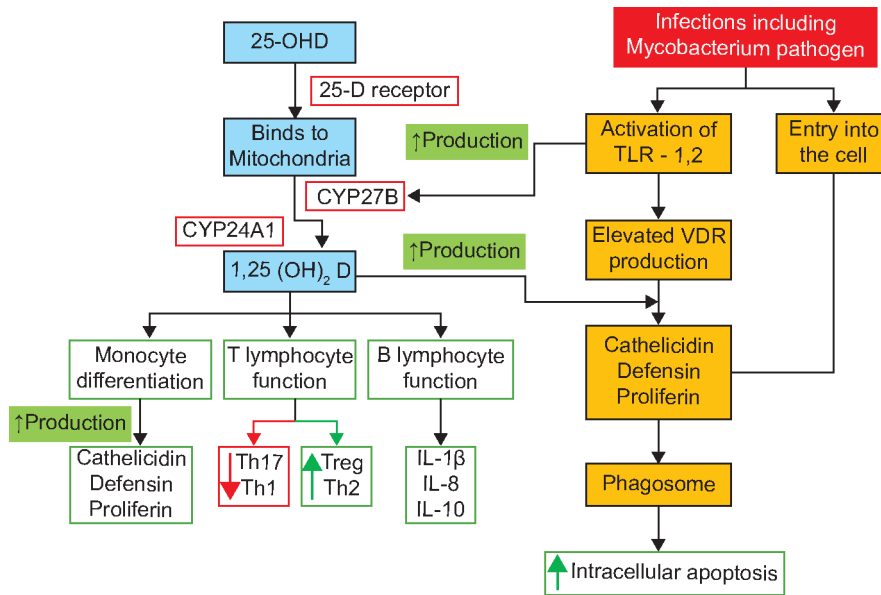 25-OHD
25-D receptor
Binds to
Mitochondria
CYP27B
CYP24A1
1,25 (OH)₂ D
Monocyte
differentiation
T lymphocyte
function
B lymphocyte
function
↑Production
Cathelicidin
Defensin
Proliferin
Th17
Th1
Treg
Th2
IL-1β
IL-8
IL-10
Infections including
Mycobacterium pathogen
↑Production
Activation of
TLR - 1,2
Entry into
the cell
Elevated VDR
production
↑Production
Cathelicidin
Defensin
Proliferin
Phagosome
Intracellular apoptosis